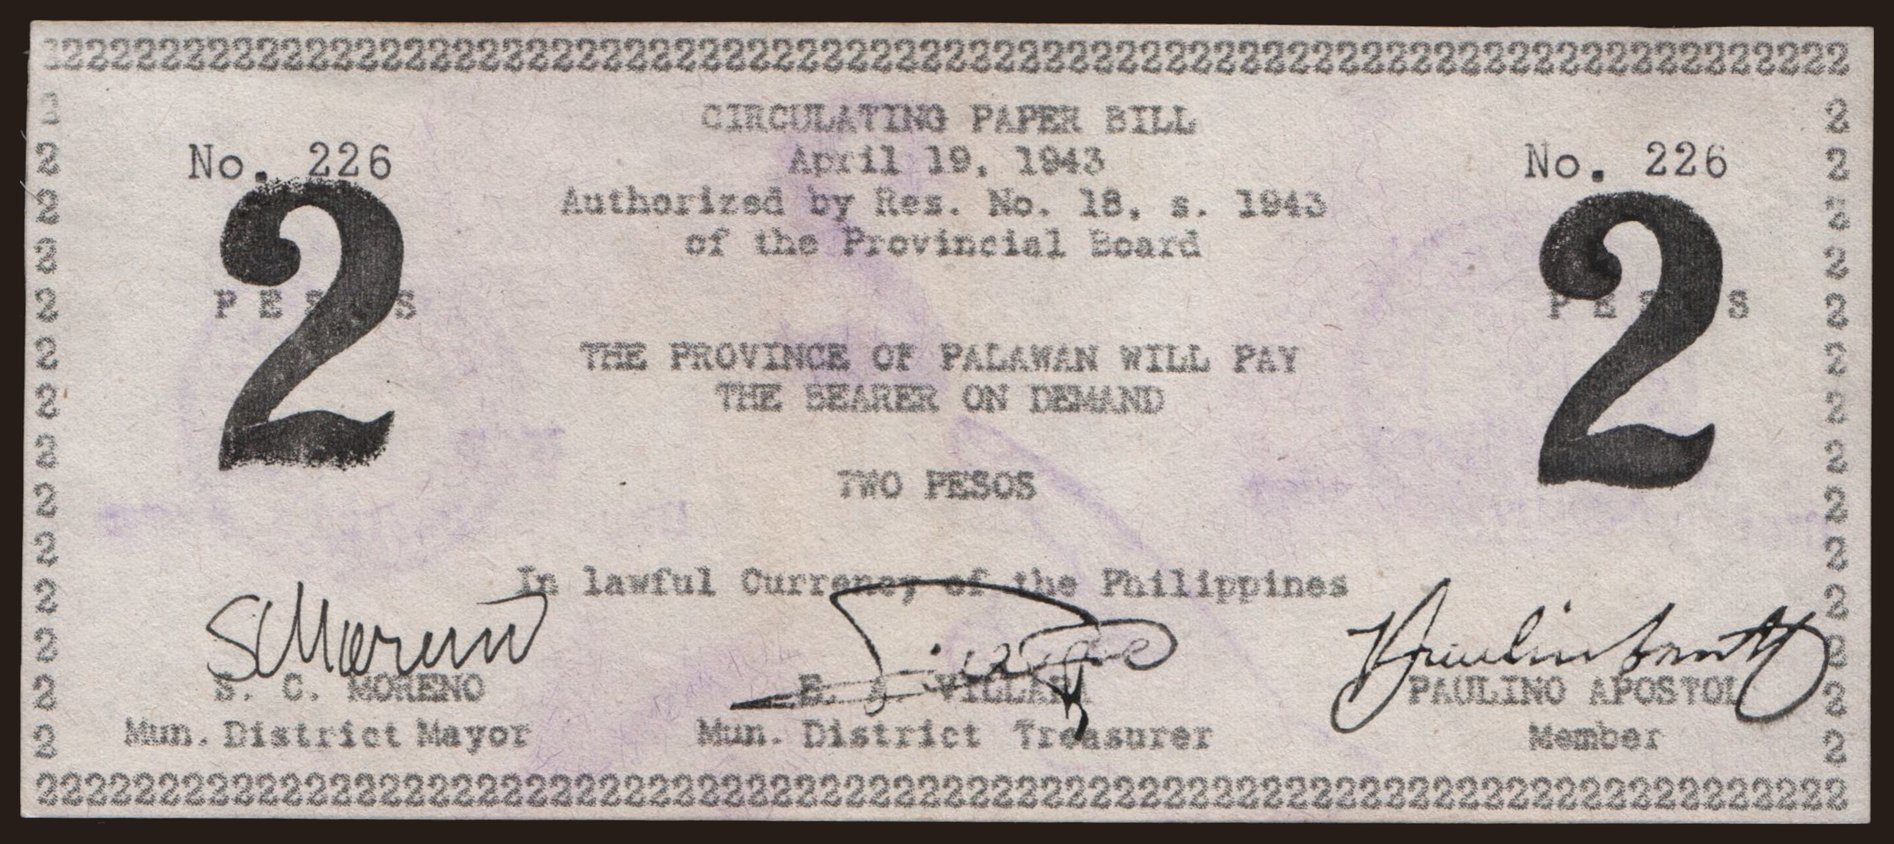 2222222222222222222222222222222222222222222222222222222222222222222222222
CIRCULATING PAPER BILL
No. 226 April 19, 1943 No. 226
Authorized by Res. No. 18, s. 1943
of the Provincial Board
2 2
PESOS PESOS
THE PROVINCE OF PALAWAN WILL PAY
THE BEARER ON DEMAND
TWO PESOS
In lawful Currency of the Philippines
S. C. MORENO E. A. VILLAPA PAULINO APOSTOL
Mun. District Mayor Mun. District Treasurer Member
2222222222222222222222222222222222222222222222222222222222222222222222222